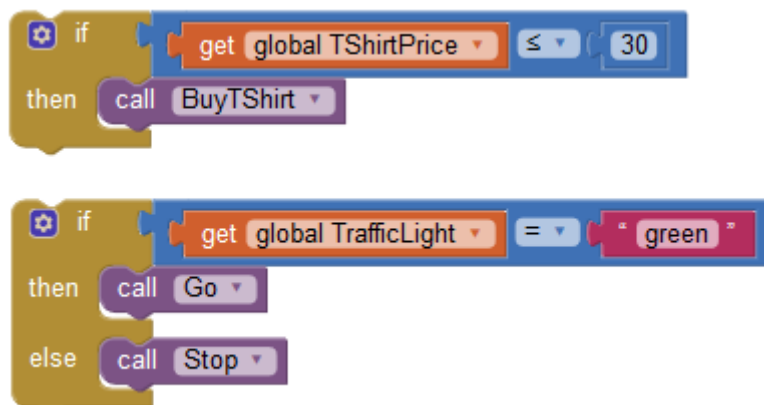 if get global TShirtPrice ≤ 30
then call BuyTShirt
if get global TrafficLight = “ green ”
then call Go
else call Stop